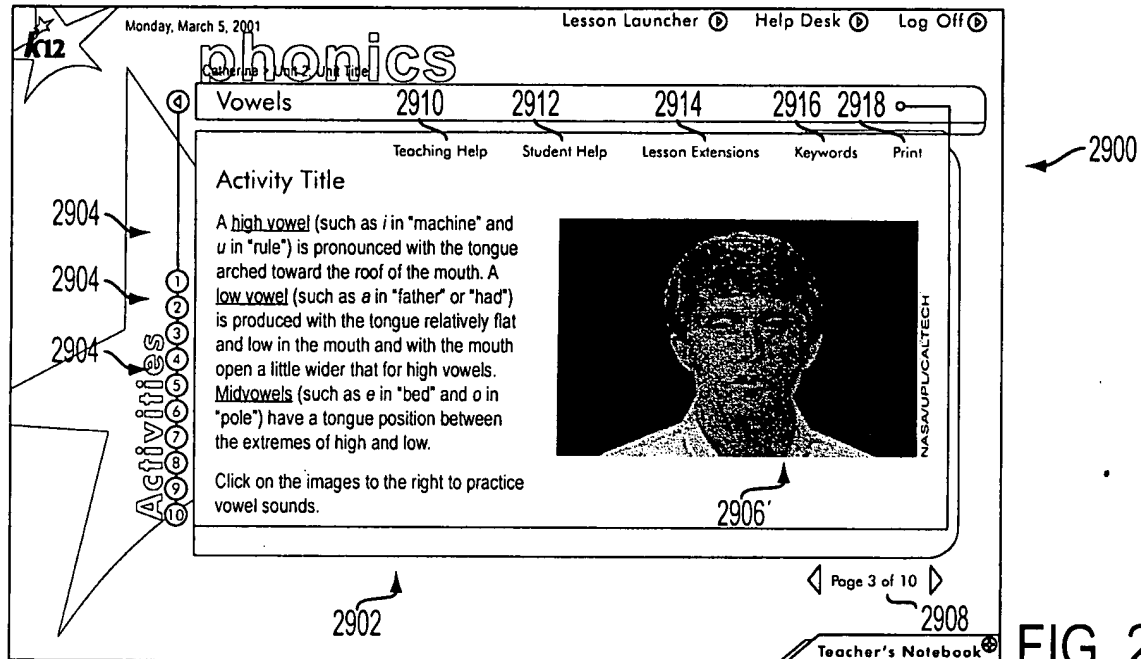 k12
Monday, March 5, 2001
Lesson Launcher
Help Desk
Log Off
phonics
Catherine > Unit 2: Unit Title
Vowels
2910
2912
2914
2916
2918
Teaching Help
Student Help
Lesson Extensions
Keywords
Print
2900
Activity Title
A high vowel (such as i in "machine" and
u in "rule") is pronounced with the tongue
arched toward the roof of the mouth. A
low vowel (such as a in "father" or "had")
is produced with the tongue relatively flat
and low in the mouth and with the mouth
open a little wider that for high vowels.
Midvowels (such as e in "bed" and o in
"pole") have a tongue position between
the extremes of high and low.
Click on the images to the right to practice
vowel sounds.
2904
2904
2904
Activities
1
2
3
4
5
6
7
8
9
10
NASA/UPL/CALTECH
2906'
2902
Page 3 of 10
2908
Teacher's Notebook
FIG. 2